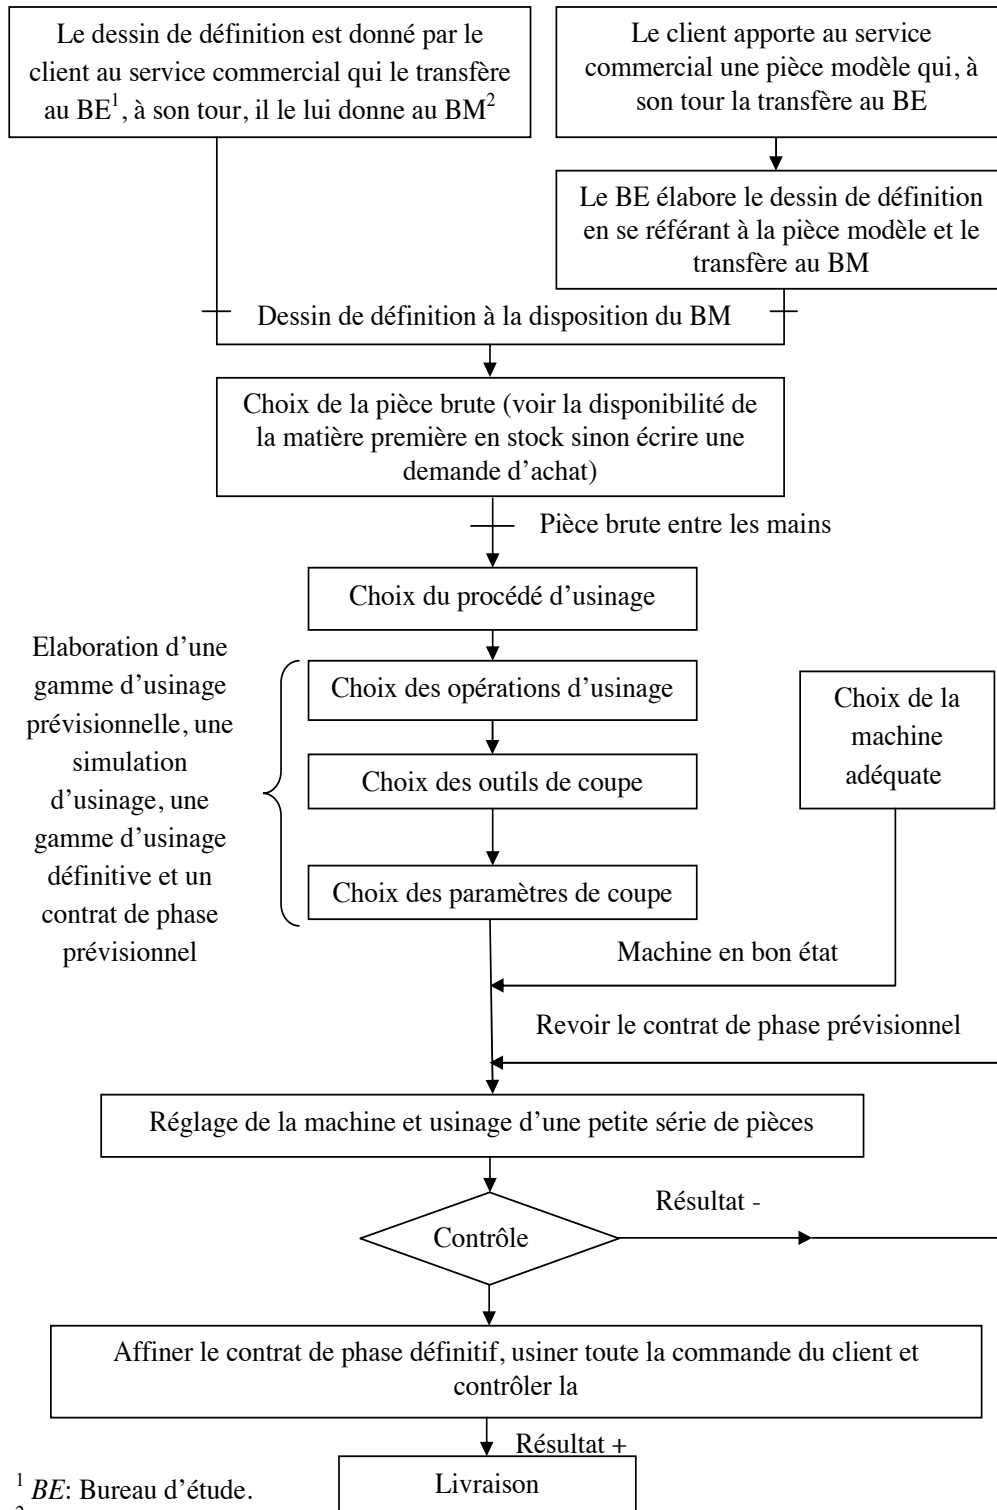 Le dessin de définition est donné par le
client au service commercial qui le transfère
au BE¹, à son tour, il le lui donne au BM²
Le client apporte au service
commercial une pièce modèle qui, à
son tour la transfère au BE
Le BE élabore le dessin de définition
en se référant à la pièce modèle et le
transfère au BM
Dessin de définition à la disposition du BM
Choix de la pièce brute (voir la disponibilité de
la matière première en stock sinon écrire une
demande d’achat)
Pièce brute entre les mains
Choix du procédé d’usinage
Elaboration d’une
gamme d’usinage
prévisionnelle, une
simulation
d’usinage, une
gamme d’usinage
définitive et un
contrat de phase
prévisionnel
Choix des opérations d’usinage
Choix des outils de coupe
Choix des paramètres de coupe
Choix de la
machine
adéquate
Machine en bon état
Revoir le contrat de phase prévisionnel
Réglage de la machine et usinage d’une petite série de pièces
Résultat -
Contrôle
Affiner le contrat de phase définitif, usiner toute la commande du client et
contrôler la
Résultat +
Livraison
¹ BE: Bureau d’étude.
²